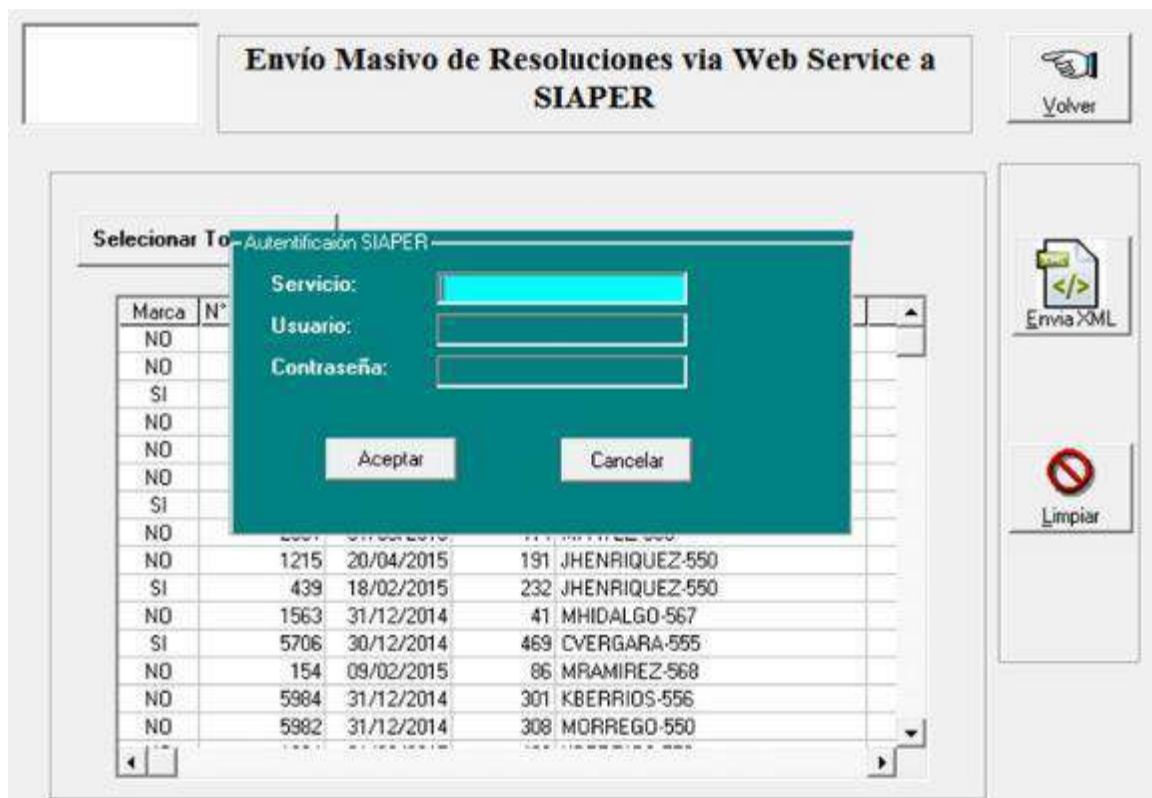 Envío Masivo de Resoluciones via Web Service a
SIAPER
Volver
Selecionar To
Autentificaión SIAPER
Servicio:
Usuario:
Contraseña:
Aceptar
Cancelar
Envia XML
Limpiar
Marca N°
NO
NO
SI
NO
NO
NO
SI
NO
NO 1215 20/04/2015 191 JHENRIQUEZ-550
SI 439 18/02/2015 232 JHENRIQUEZ-550
NO 1563 31/12/2014 41 MHIDALGO-567
SI 5706 30/12/2014 469 CVERGARA-555
NO 154 09/02/2015 86 MRAMIREZ-568
NO 5984 31/12/2014 301 KBERRIOS-556
NO 5982 31/12/2014 308 MORREGO-550